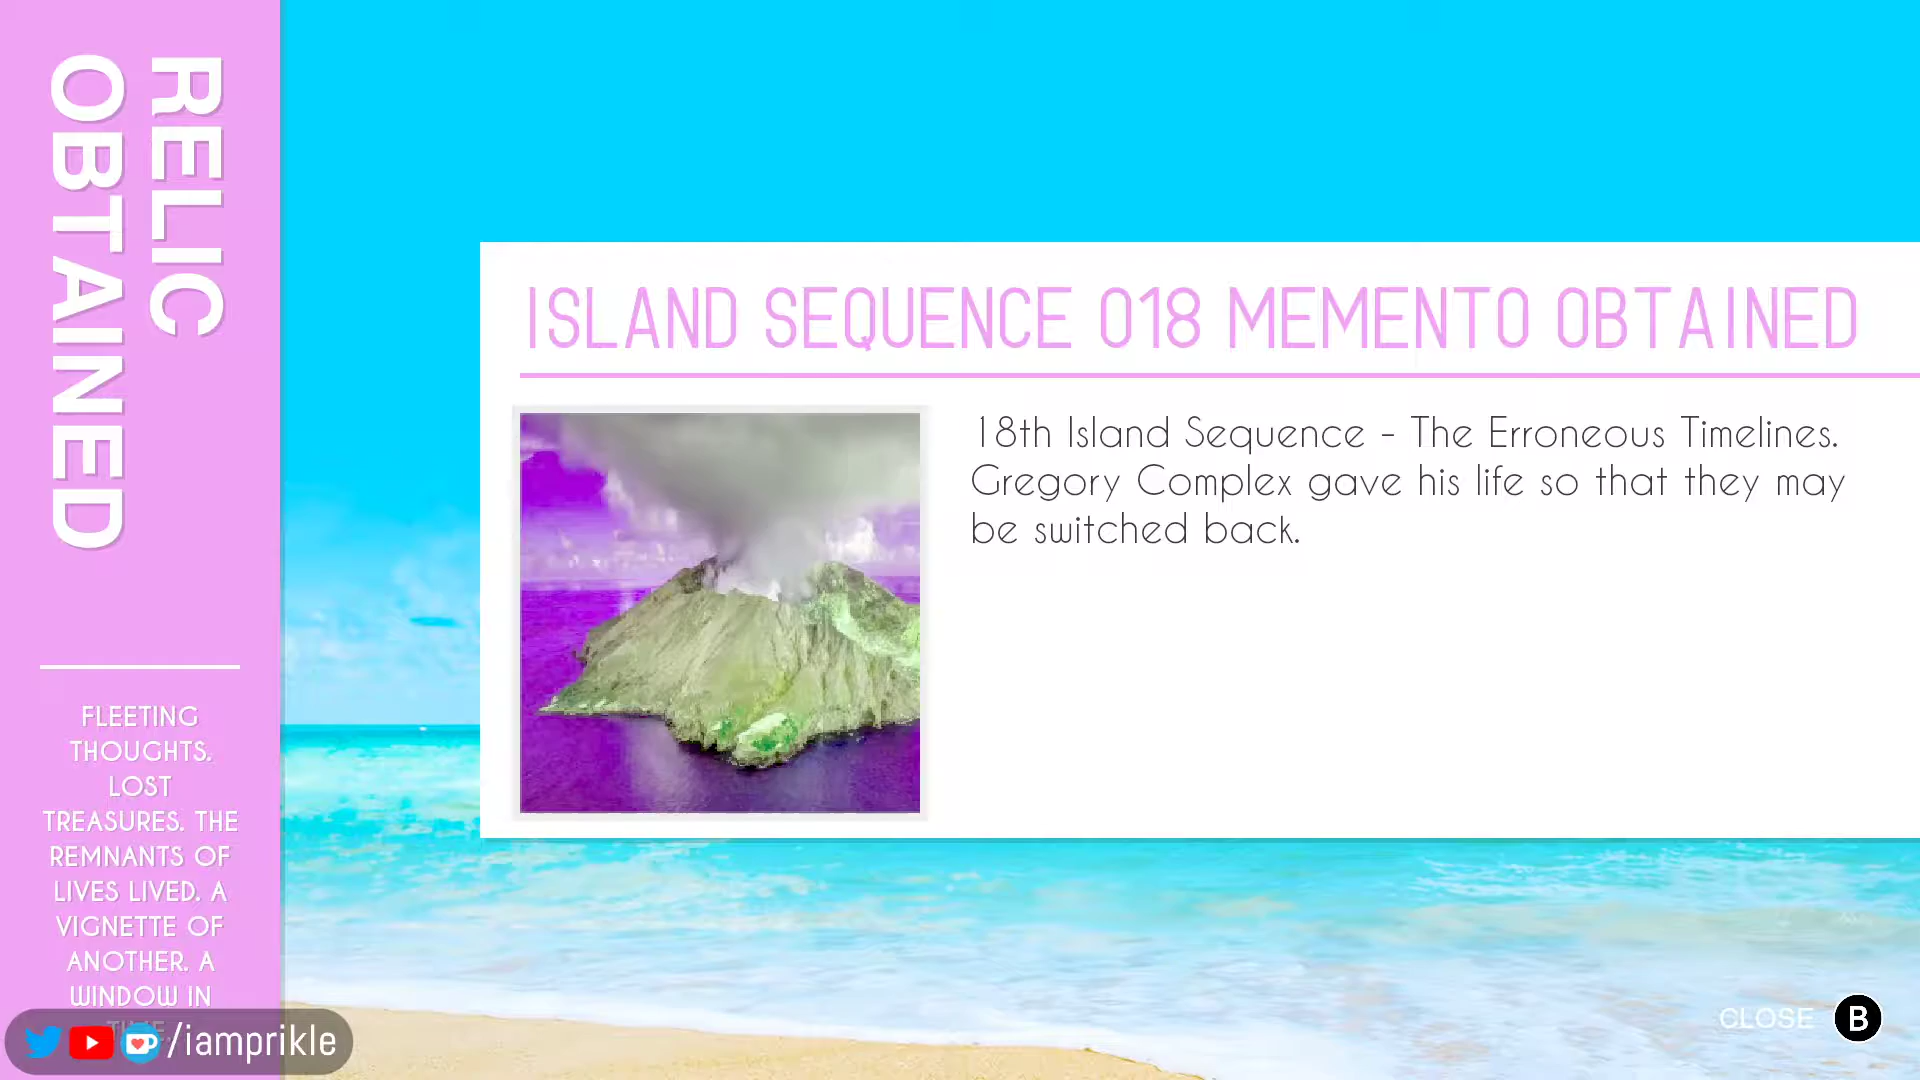 RELIC
OBTAINED
FLEETING
THOUGHTS.
LOST
TREASURES. THE
REMNANTS OF
LIVES LIVED. A
VIGNETTE OF
ANOTHER. A
WINDOW IN
TIME.
/iamprikle
ISLAND SEQUENCE 018 MEMENTO OBTAINED
18th Island Sequence - The Erroneous Timelines.
Gregory Complex gave his life so that they may
be switched back.
CLOSE B